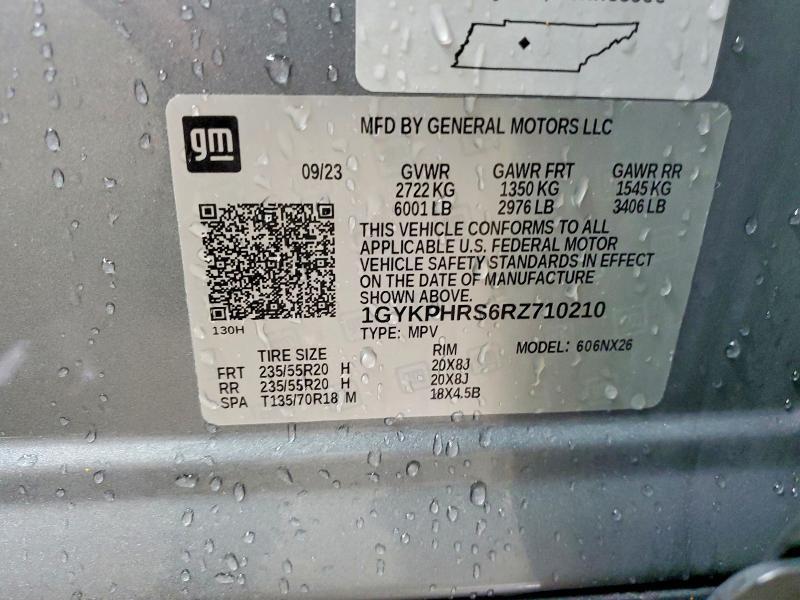 gm
MFD BY GENERAL MOTORS LLC
09/23 GVWR GAWR FRT GAWR RR
2722 KG 1350 KG 1545 KG
6001 LB 2976 LB 3406 LB
THIS VEHICLE CONFORMS TO ALL
APPLICABLE U.S. FEDERAL MOTOR
VEHICLE SAFETY STANDARDS IN EFFECT
ON THE DATE OF MANUFACTURE
SHOWN ABOVE.
1GYKPHRS6RZ710210
130H
TYPE: MPV
TIRE SIZE RIM MODEL: 606NX26
FRT 235/55R20 H 20X8J
RR 235/55R20 H 20X8J
SPA T135/70R18 M 18X4.5B